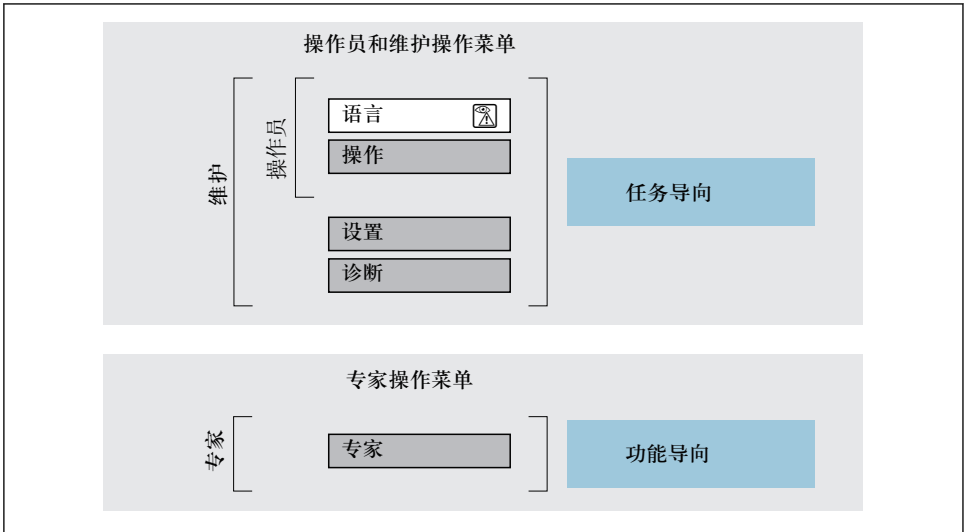 操作员和维护操作菜单
维护
操作员
语言
操作
设置
诊断
任务导向
专家操作菜单
专家
专家
功能导向